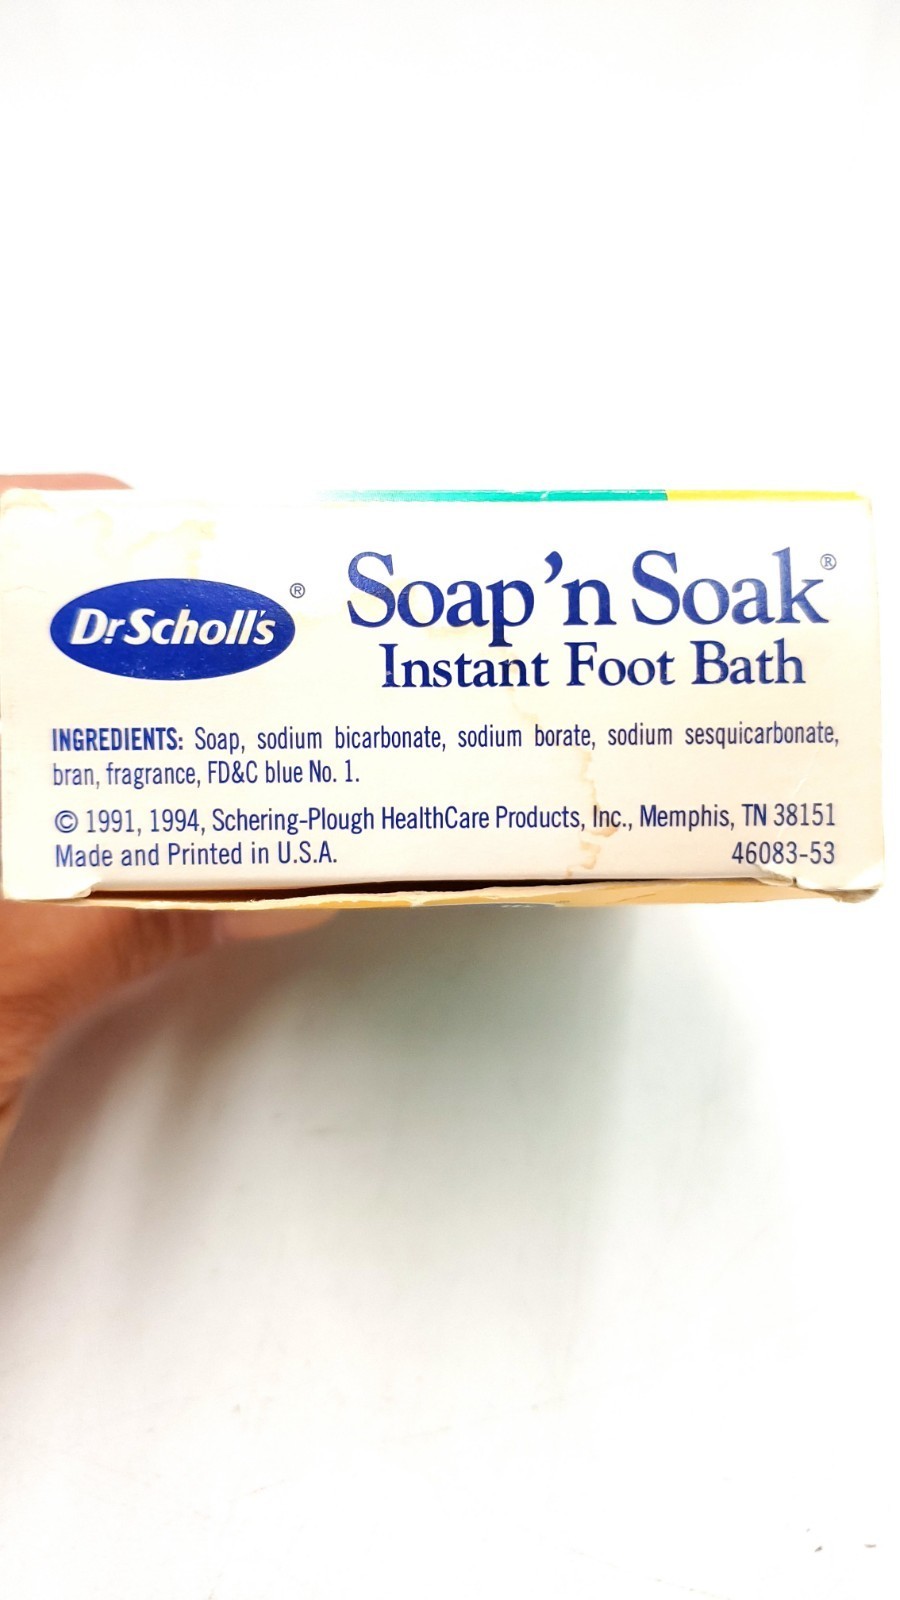 Dr Scholl's ®
Soap 'n Soak®
Instant Foot Bath
INGREDIENTS: Soap, sodium bicarbonate, sodium borate, sodium sesquicarbonate,
bran, fragrance, FD&C blue No. 1.
© 1991, 1994, Schering-Plough HealthCare Products, Inc., Memphis, TN 38151
Made and Printed in U.S.A. 46083-53